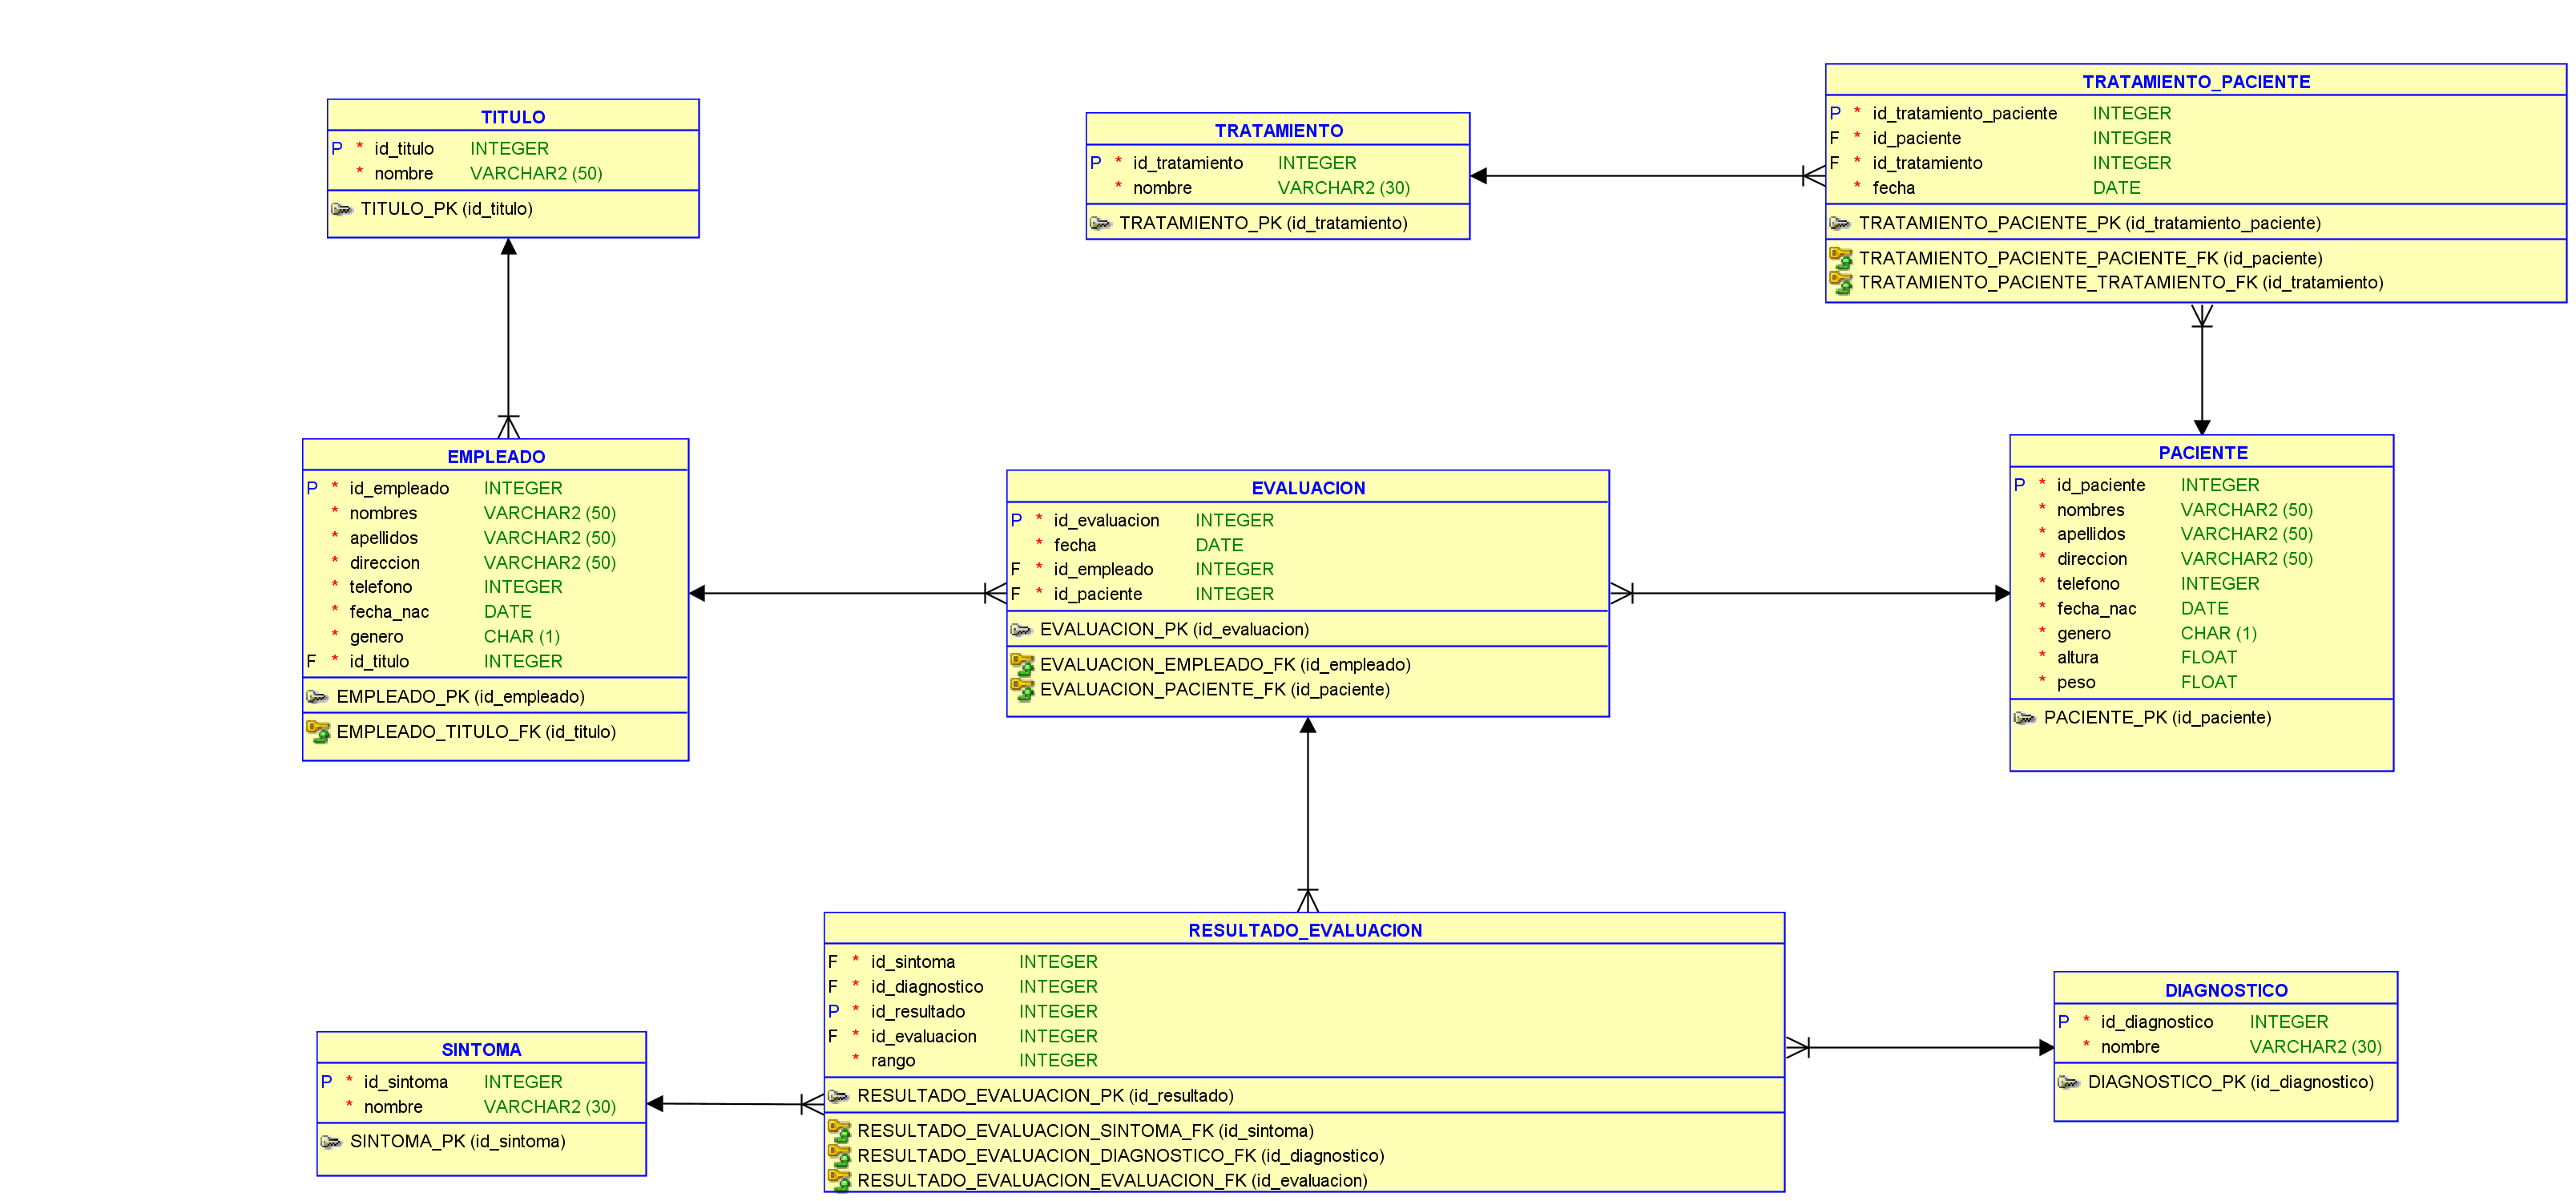 TITULO
P * id_titulo INTEGER
* nombre VARCHAR2 (50)
TITULO_PK (id_titulo)
TRATAMIENTO
P * id_tratamiento INTEGER
* nombre VARCHAR2 (30)
TRATAMIENTO_PK (id_tratamiento)
TRATAMIENTO_PACIENTE
P * id_tratamiento_paciente INTEGER
F * id_paciente INTEGER
F * id_tratamiento INTEGER
* fecha DATE
TRATAMIENTO_PACIENTE_PK (id_tratamiento_paciente)
TRATAMIENTO_PACIENTE_PACIENTE_FK (id_paciente)
TRATAMIENTO_PACIENTE_TRATAMIENTO_FK (id_tratamiento)
EMPLEADO
P * id_empleado INTEGER
* nombres VARCHAR2 (50)
* apellidos VARCHAR2 (50)
* direccion VARCHAR2 (50)
* telefono INTEGER
* fecha_nac DATE
* genero CHAR (1)
F * id_titulo INTEGER
EMPLEADO_PK (id_empleado)
EMPLEADO_TITULO_FK (id_titulo)
EVALUACION
P * id_evaluacion INTEGER
* fecha DATE
F * id_empleado INTEGER
F * id_paciente INTEGER
EVALUACION_PK (id_evaluacion)
EVALUACION_EMPLEADO_FK (id_empleado)
EVALUACION_PACIENTE_FK (id_paciente)
PACIENTE
P * id_paciente INTEGER
* nombres VARCHAR2 (50)
* apellidos VARCHAR2 (50)
* direccion VARCHAR2 (50)
* telefono INTEGER
* fecha_nac DATE
* genero CHAR (1)
* altura FLOAT
* peso FLOAT
PACIENTE_PK (id_paciente)
RESULTADO_EVALUACION
F * id_sintoma INTEGER
F * id_diagnostico INTEGER
P * id_resultado INTEGER
F * id_evaluacion INTEGER
* rango INTEGER
RESULTADO_EVALUACION_PK (id_resultado)
RESULTADO_EVALUACION_SINTOMA_FK (id_sintoma)
RESULTADO_EVALUACION_DIAGNOSTICO_FK (id_diagnostico)
RESULTADO_EVALUACION_EVALUACION_FK (id_evaluacion)
SINTOMA
P * id_sintoma INTEGER
* nombre VARCHAR2 (30)
SINTOMA_PK (id_sintoma)
DIAGNOSTICO
P * id_diagnostico INTEGER
* nombre VARCHAR2 (30)
DIAGNOSTICO_PK (id_diagnostico)